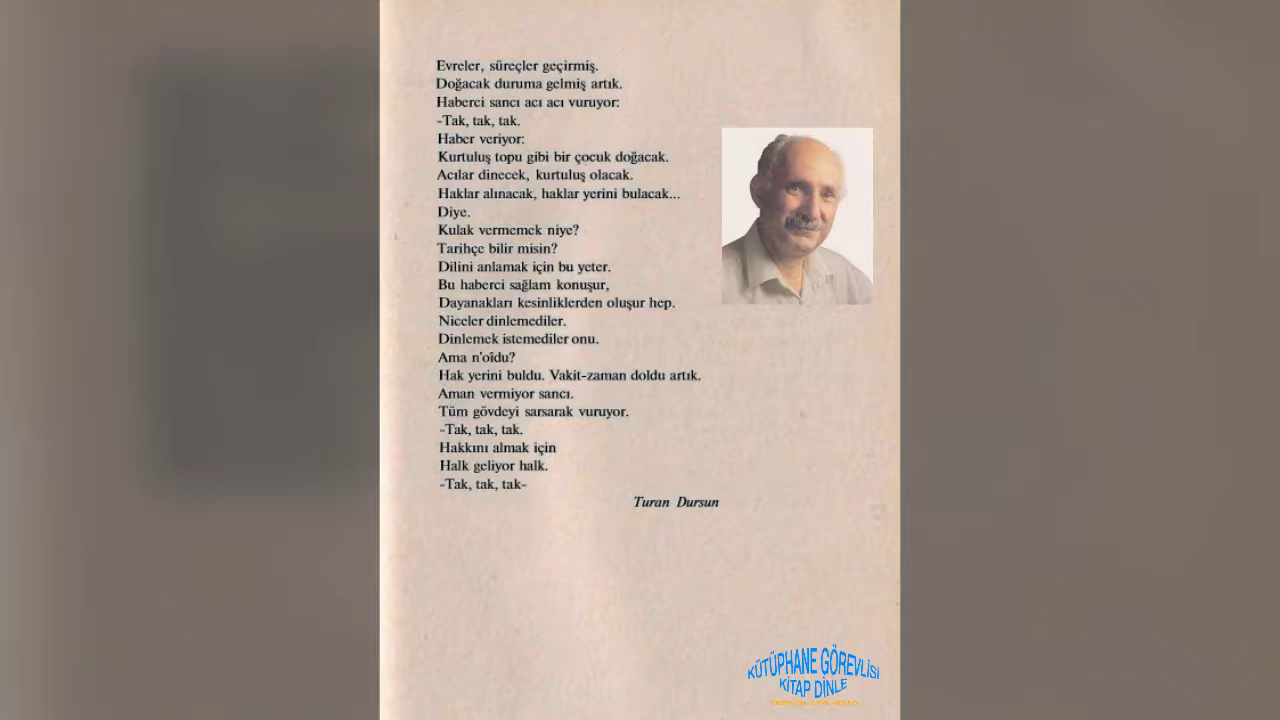 Evreler, süreçler geçirmiş.
Doğacak duruma gelmiş artık.
Haberci sancı acı acı vuruyor:
-Tak, tak, tak.
Haber veriyor:
Kurtuluş topu gibi bir çocuk doğacak.
Acılar dinecek, kurtuluş olacak.
Haklar alınacak, haklar yerini bulacak...
Diye.
Kulak vermemek niye?
Tarihçe bilir misin?
Dilini anlamak için bu yeter.
Bu haberci sağlam konuşur,
Dayanakları kesinliklerden oluşur hep.
Niceler dinlemediler.
Dinlemek istemediler onu.
Ama n'oldu?
Hak yerini buldu. Vakit-zaman doldu artık.
Aman vermiyor sancı.
Tüm gövdeyi sarsarak vuruyor.
-Tak, tak, tak.
Hakkını almak için
Halk geliyor halk.
-Tak, tak, tak-
Turan Dursun
KÜTÜPHANE GÖREVLİSİ
KİTAP DİNLE